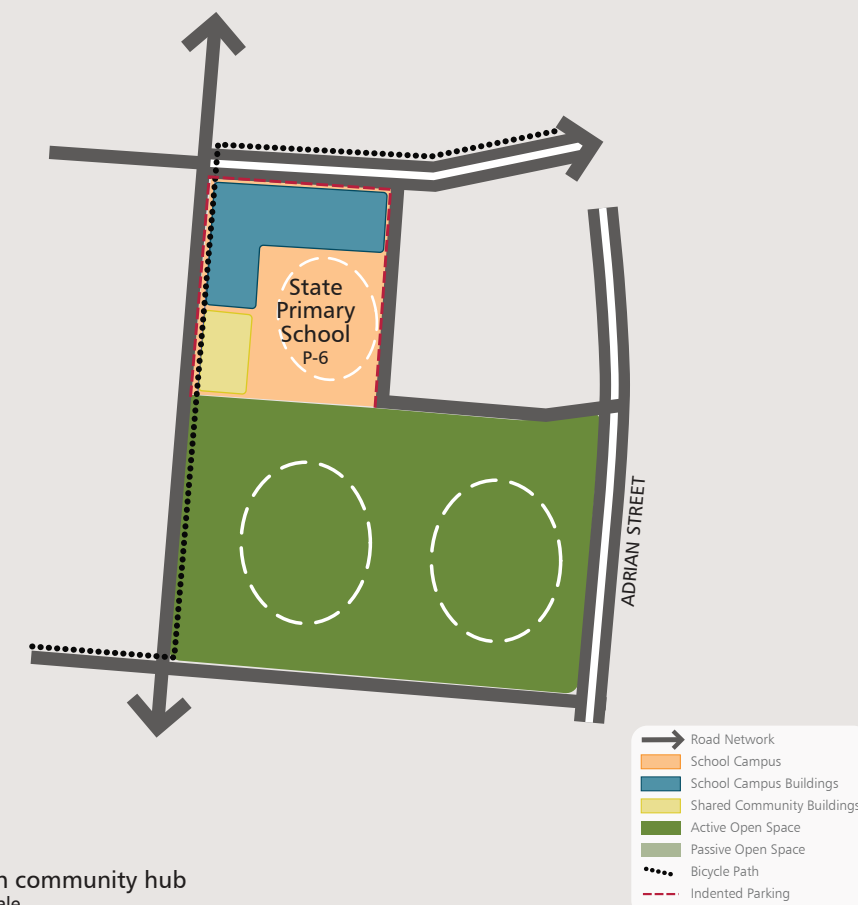 State
Primary
School
P-6
ADRIAN STREET
Road Network
School Campus
School Campus Buildings
Shared Community Buildings
Active Open Space
Passive Open Space
Bicycle Path
Indented Parking
community hub